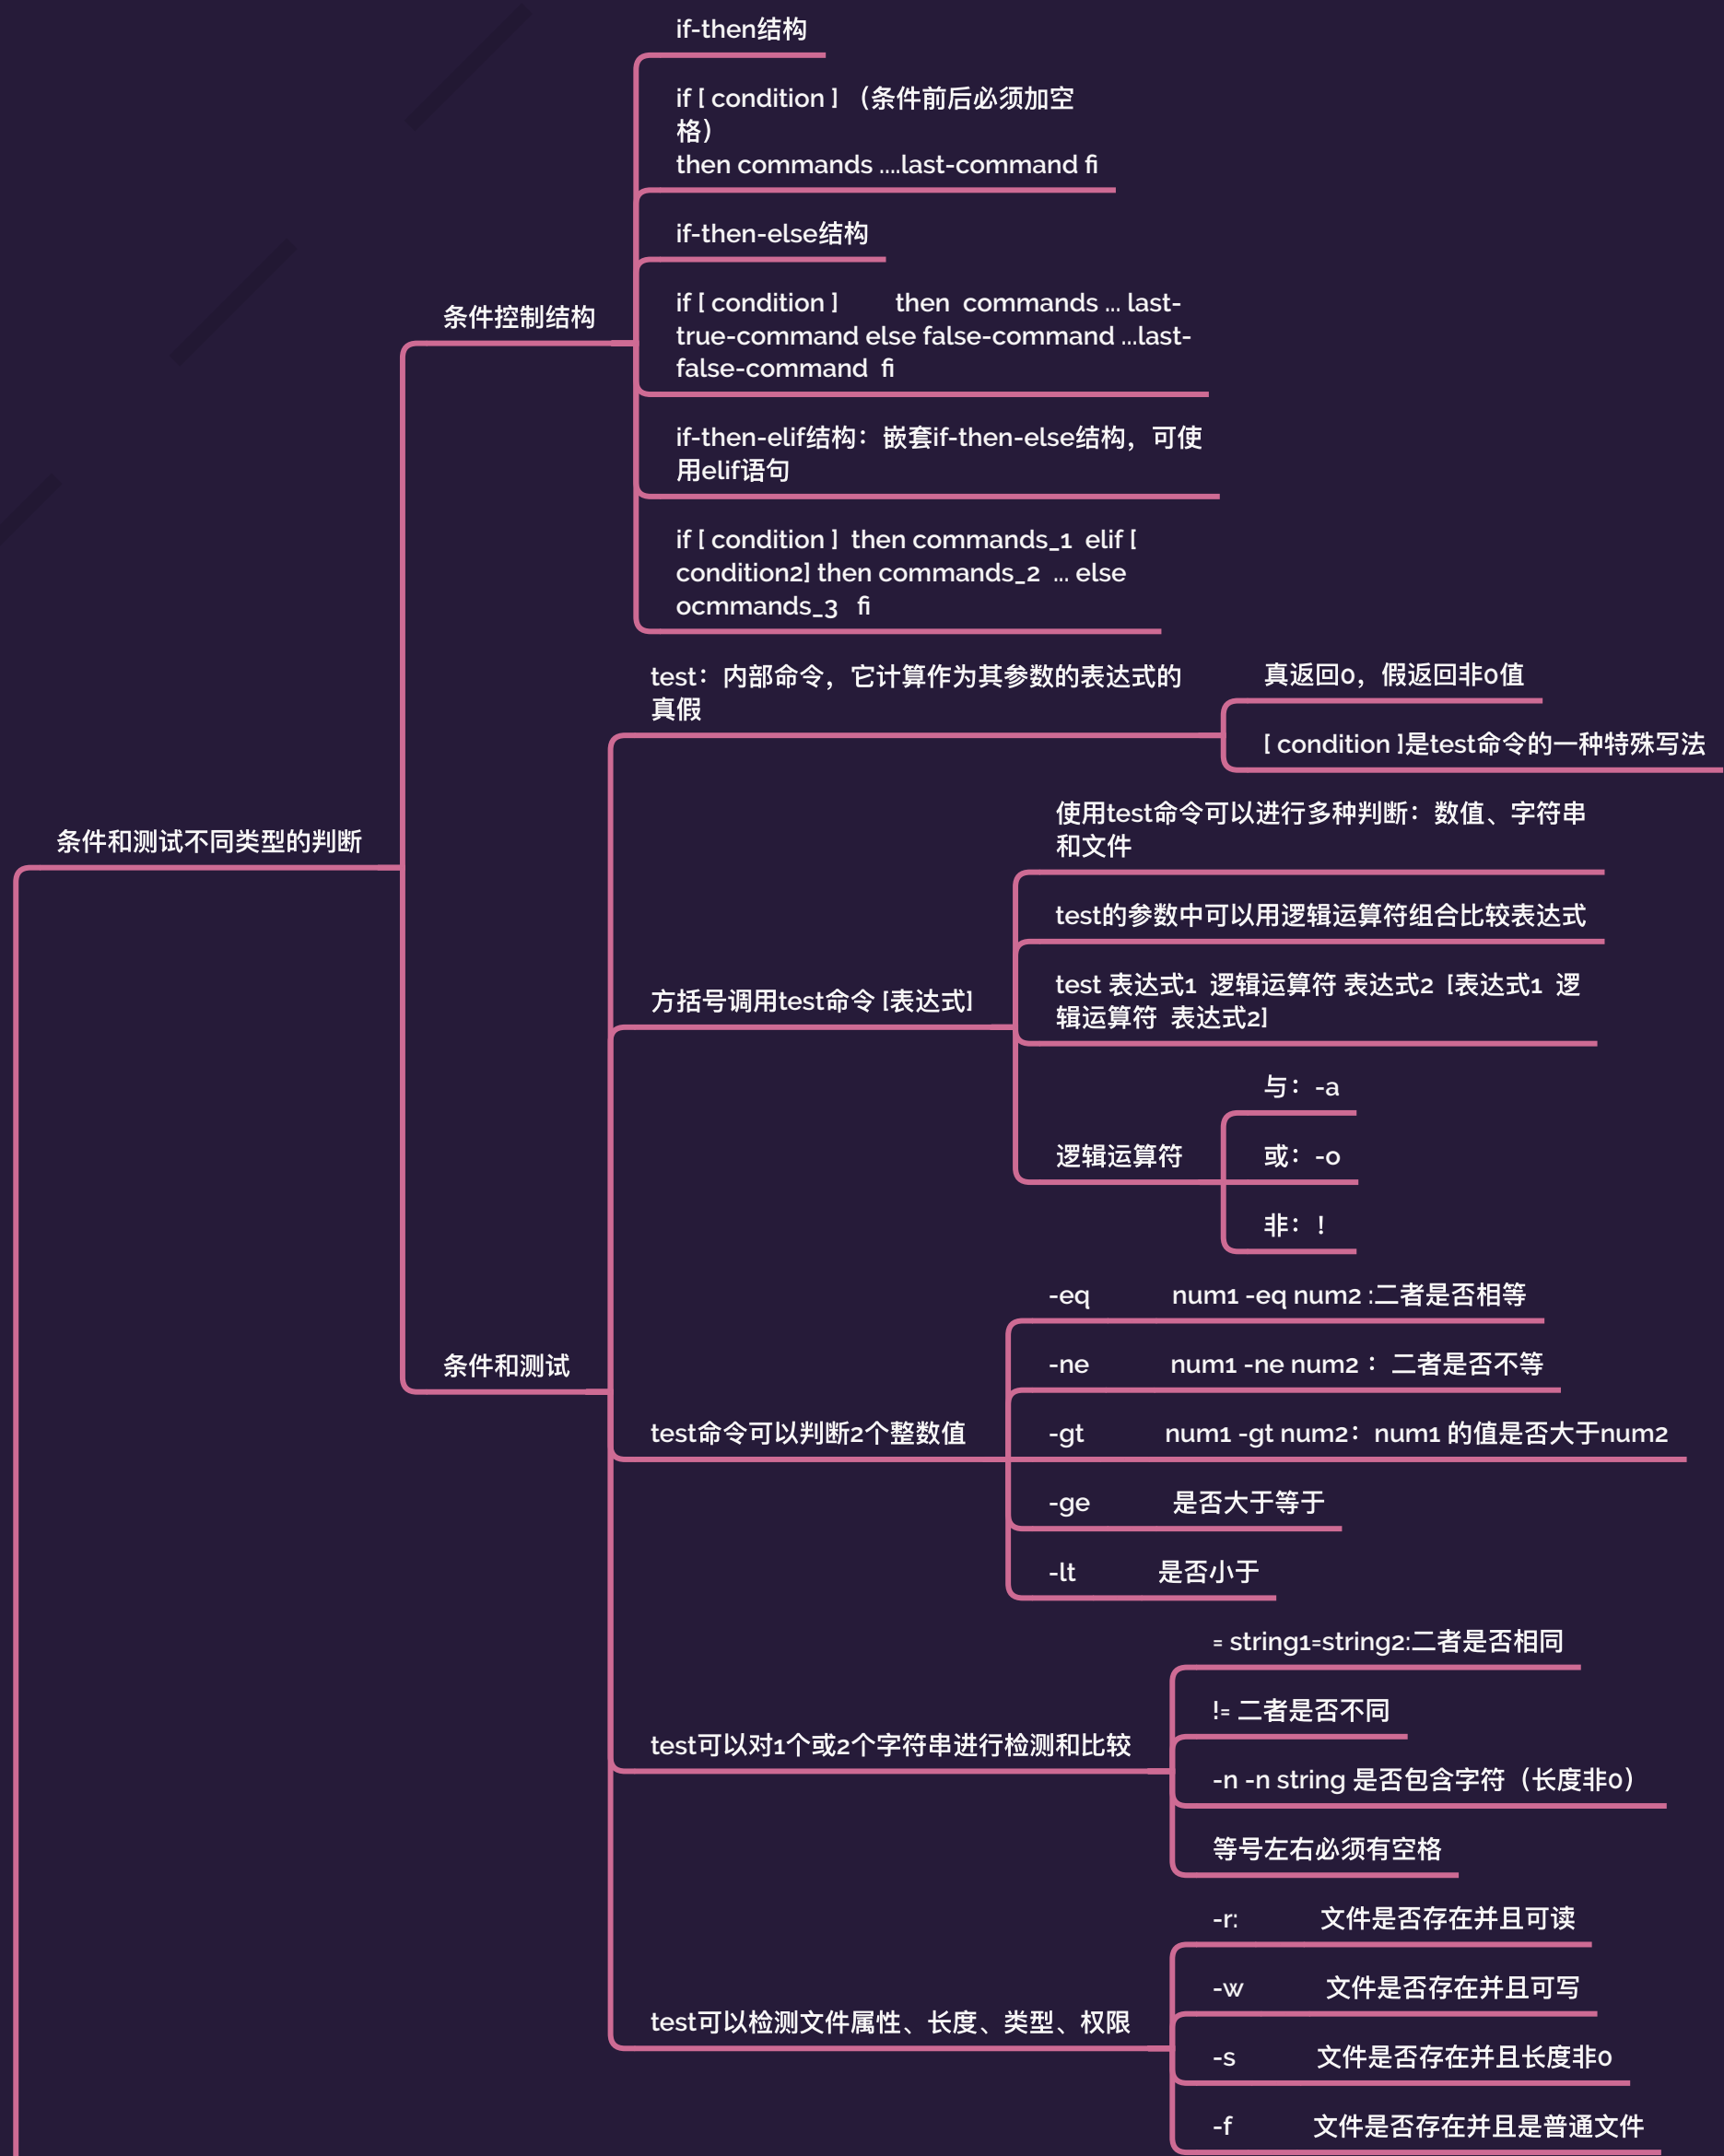 if-then结构
if [ condition ] （条件前后必须加空
格）
then commands ....last-command fi
if-then-else结构
if [ condition ] then commands ... last-
true-command else false-command ...last-
false-command fi
条件控制结构
if-then-elif结构：嵌套if-then-else结构，可使
用elif语句
if [ condition ] then commands_1 elif [
condition2] then commands_2 ... else
ocmmands_3 fi
条件和测试不同类型的判断
test：内部命令，它计算作为其参数的表达式的
真假
真返回0，假返回非0值
[ condition ]是test命令的一种特殊写法
方括号调用test命令 [表达式]
使用test命令可以进行多种判断：数值、字符串
和文件
test的参数中可以用逻辑运算符组合比较表达式
test 表达式1 逻辑运算符 表达式2 [表达式1 逻
辑运算符 表达式2]
逻辑运算符
与：-a
或：-o
非：！
条件和测试
test命令可以判断2个整数值
-eq num1 -eq num2 :二者是否相等
-ne num1 -ne num2： 二者是否不等
-gt num1 -gt num2：num1 的值是否大于num2
-ge 是否大于等于
-lt 是否小于
test可以对1个或2个字符串进行检测和比较
= string1=string2:二者是否相同
!= 二者是否不同
-n -n string 是否包含字符（长度非0）
等号左右必须有空格
test可以检测文件属性、长度、类型、权限
-r: 文件是否存在并且可读
-w 文件是否存在并且可写
-s 文件是否存在并且长度非0
-f 文件是否存在并且是普通文件